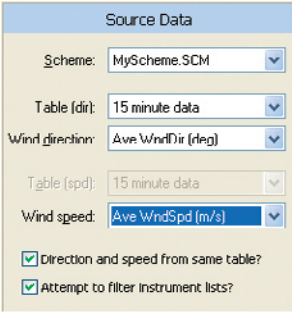 Source Data
Scheme: MyScheme.SCM
Table (dir): 15 minute data
Wind direction: Ave WndDir (deg)
Table (spd): 15 minute data
Wind speed: Ave WndSpd (m/s)
Direction and speed from same table?
Attempt to filter instrument lists?